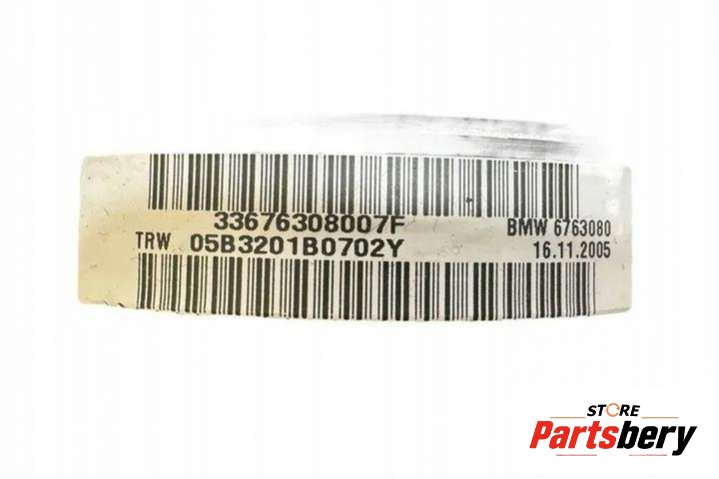 33676308007F
BMW 6763080
TRW 05B3201B0702Y
16.11.2005
STORE
Partsbery